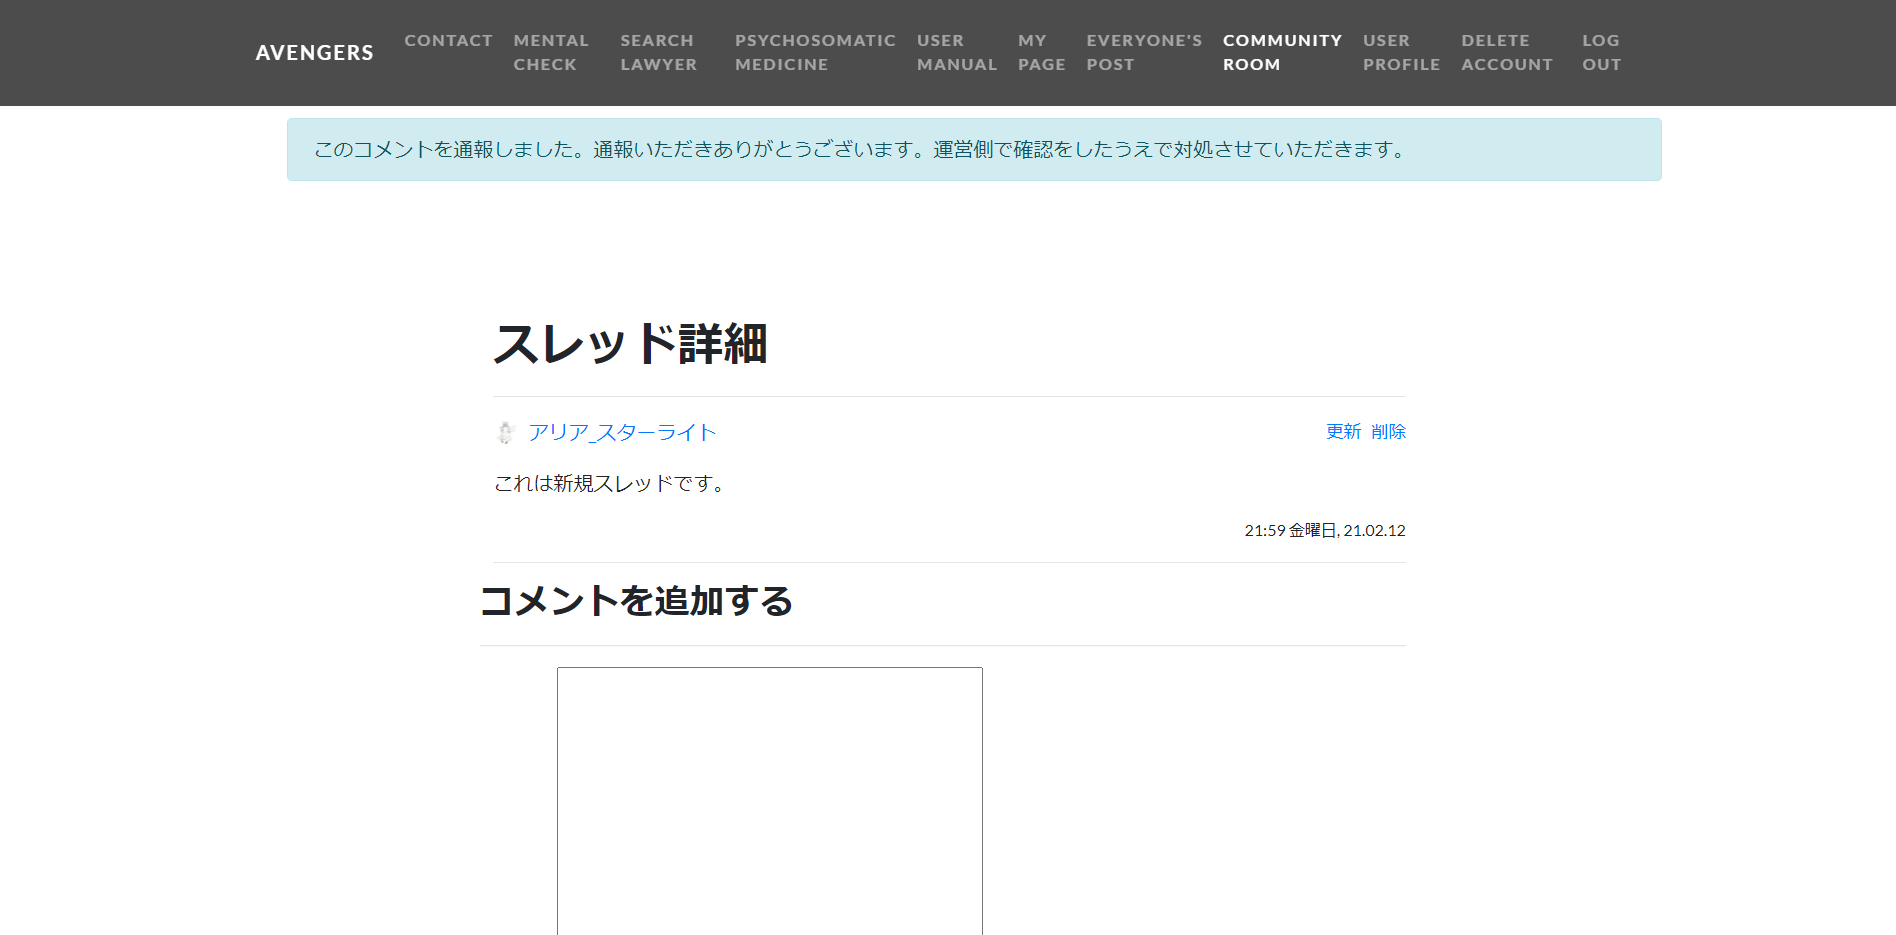 AVENGERS
CONTACT
MENTAL CHECK
SEARCH LAWYER
PSYCHOSOMATIC MEDICINE
USER MANUAL
MY PAGE
EVERYONE'S POST
COMMUNITY ROOM
USER PROFILE
DELETE ACCOUNT
LOG OUT
このコメントを通報しました。通報いただきありがとうございます。運営側で確認をしたうえで対処させていただきます。
スレッド詳細
アリア_スターライト 更新 削除
これは新規スレッドです。
21:59 金曜日, 21.02.12
コメントを追加する